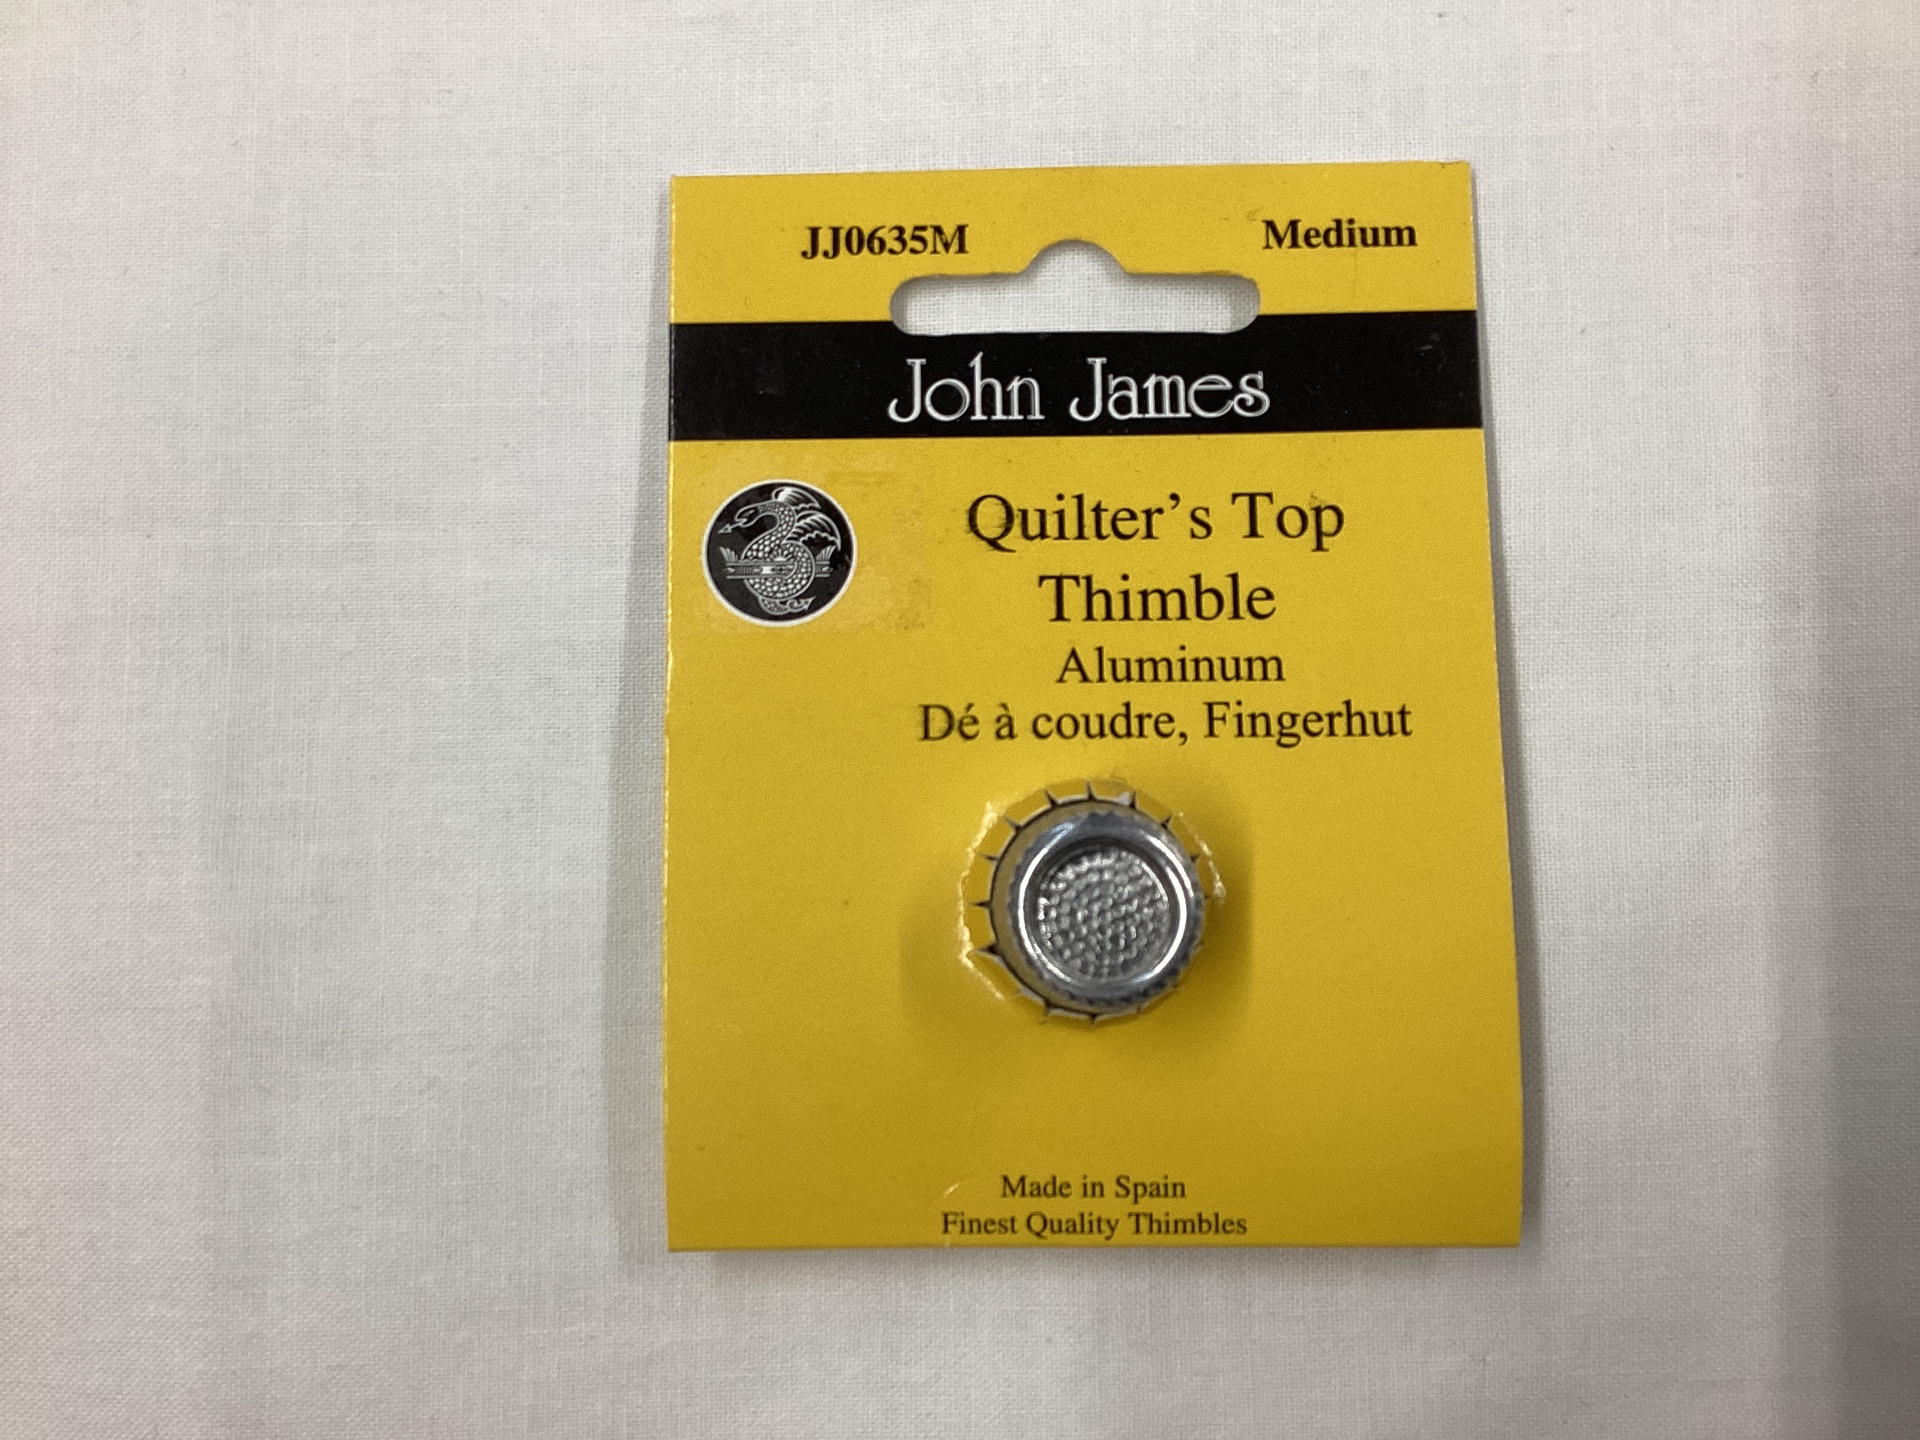 JJ0635M Medium
John James
Quilter's Top
Thimble
Aluminum
Dé à coudre, Fingerhut
Made in Spain
Finest Quality Thimbles